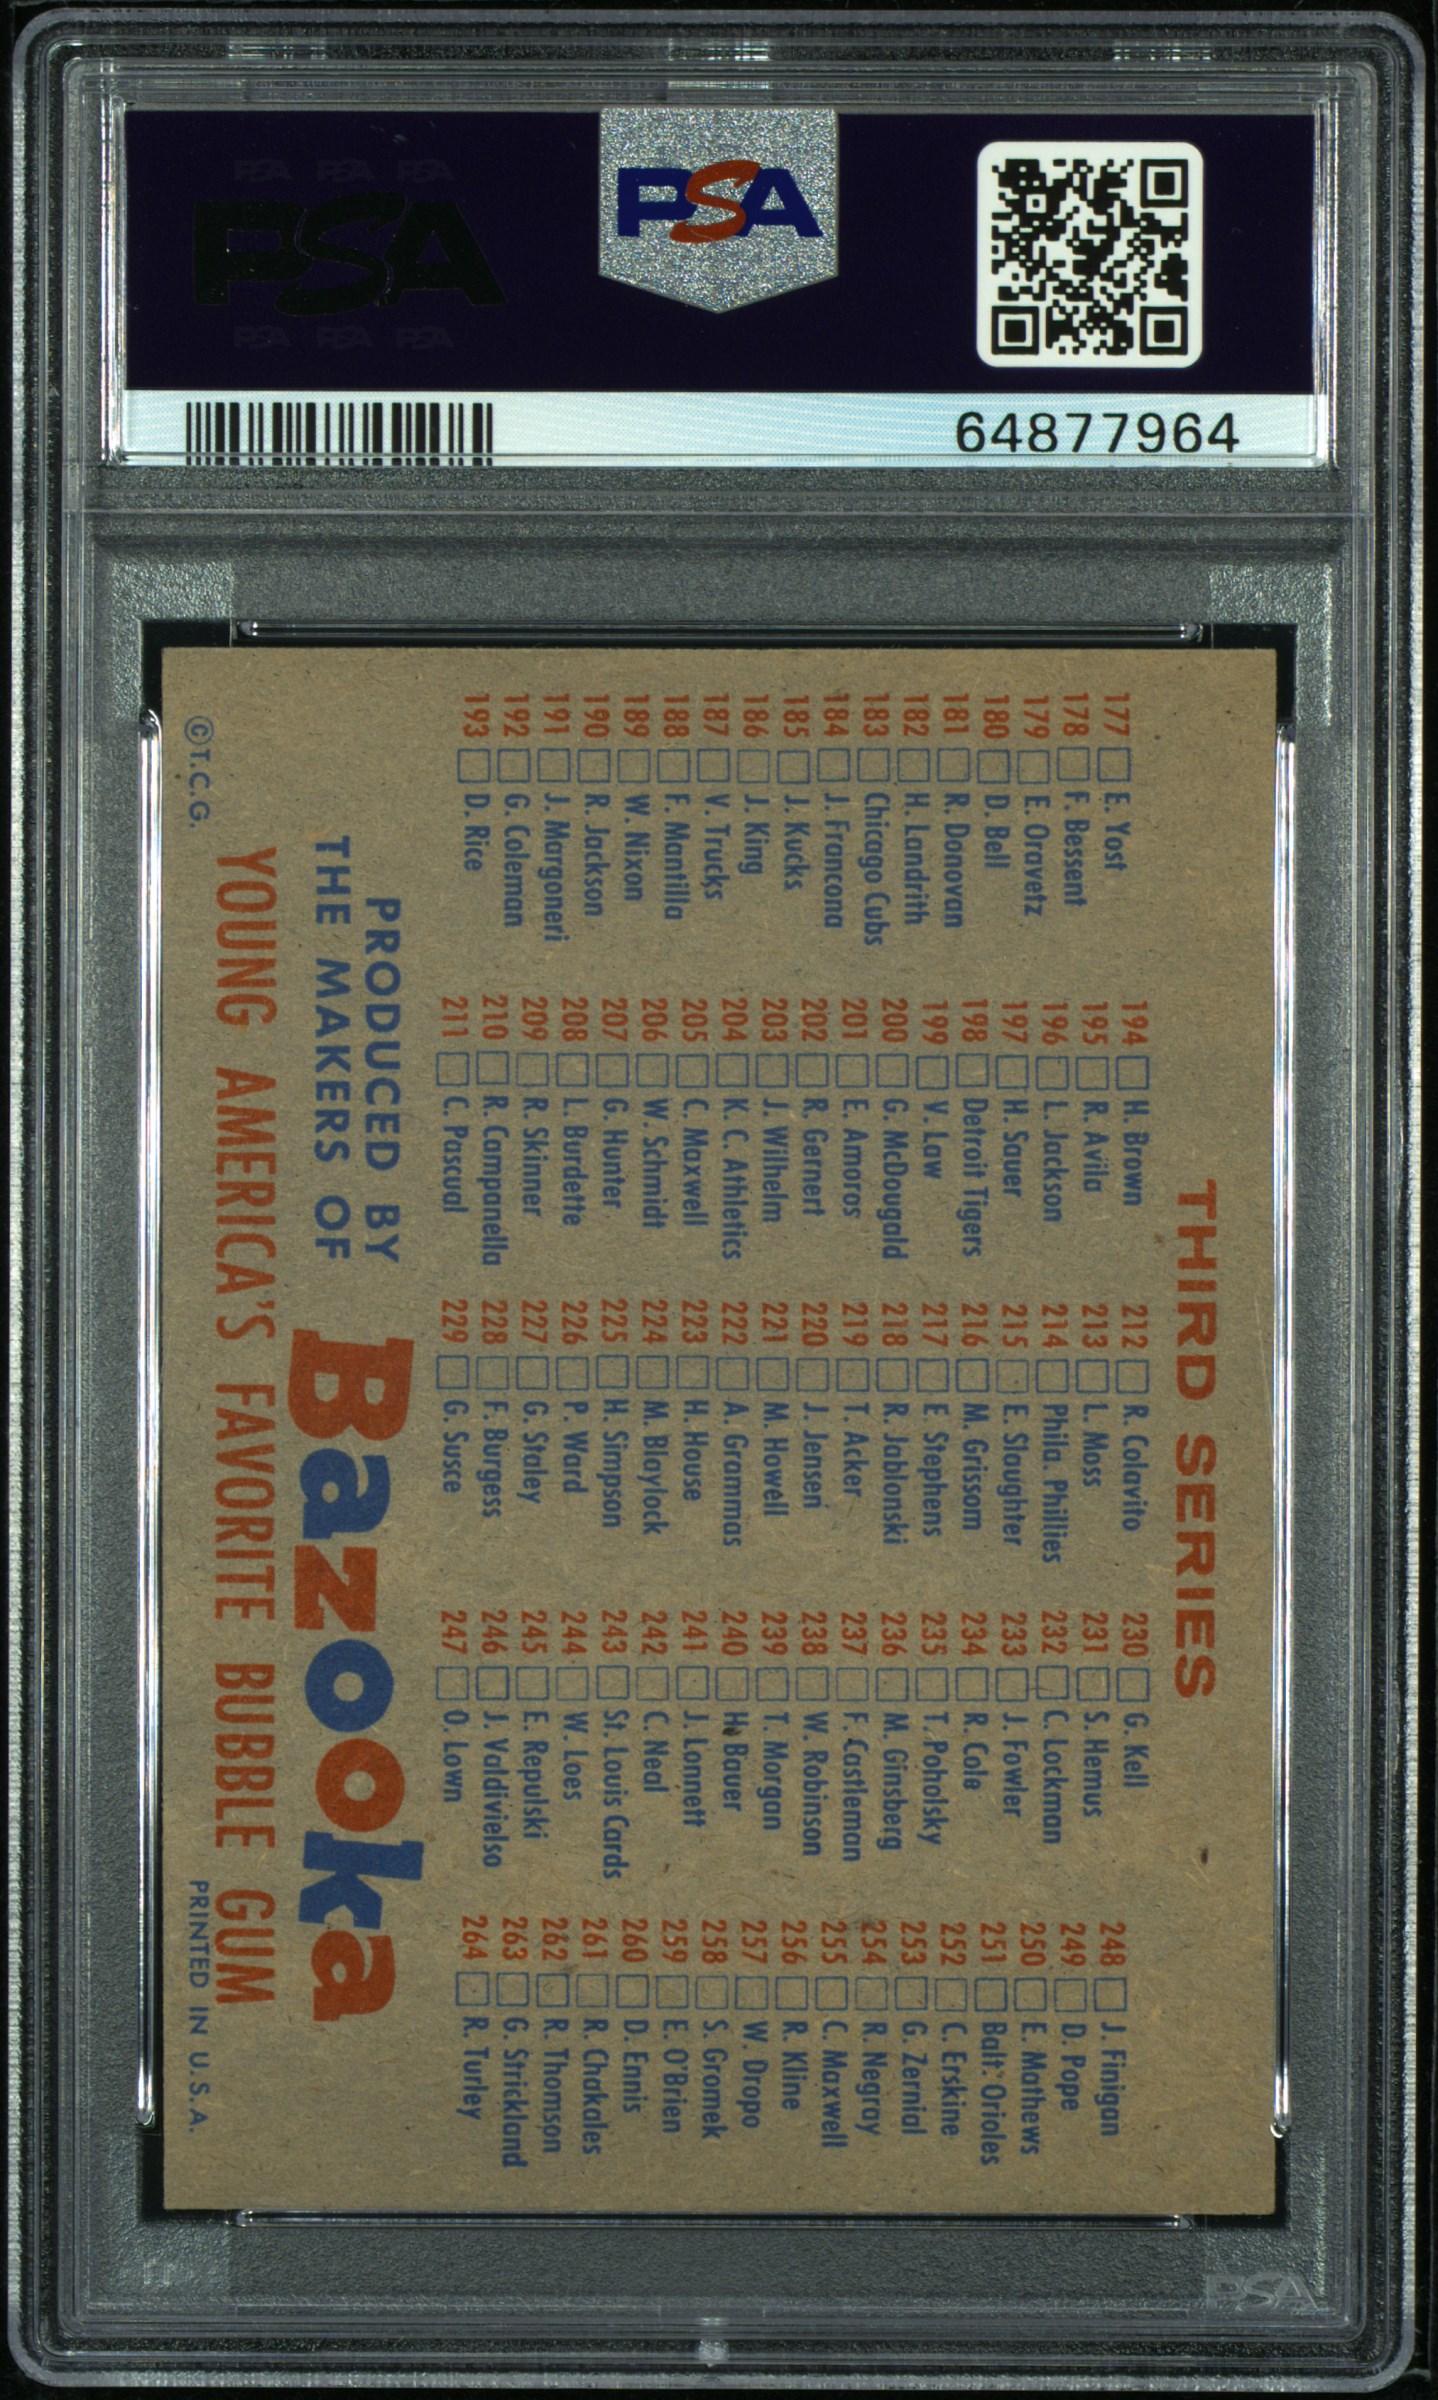 PSA PSA PSA
PSA
PSA PSA PSA
PSA
64877964
THIRD SERIES
177 E. Yost
178 F. Bessent
179 E. Oravetz
180 D. Bell
181 R. Donovan
182 H. Landrith
183 Chicago Cubs
184 J. Francona
185 J. Kucks
186 J. King
187 V. Trucks
188 F. Mantilla
189 W. Nixon
190 R. Jackson
191 J. Margoneri
192 G. Coleman
193 D. Rice
194 H. Brown
195 R. Avila
196 L. Jackson
197 H. Sauer
198 Detroit Tigers
199 V. Law
200 G. McDougald
201 E. Amoros
202 R. Gernert
203 J. Wilhelm
204 K. C. Athletics
205 C. Maxwell
206 W. Schmidt
207 G. Hunter
208 L. Burdette
209 R. Skinner
210 R. Campanella
211 C. Pascual
212 R. Colavito
213 L. Moss
214 Phila. Phillies
215 E. Slaughter
216 M. Grissom
217 E. Stephens
218 R. Jablonski
219 T. Acker
220 J. Jensen
221 M. Howell
222 A. Grammas
223 H. House
224 M. Blaylock
225 H. Simpson
226 P. Ward
227 G. Staley
228 F. Burgess
229 G. Susce
230 G. Kell
231 S. Hemus
232 C. Lockman
233 J. Fowler
234 R. Cole
235 T. Poholsky
236 M. Ginsberg
237 F. Castleman
238 W. Robinson
239 T. Morgan
240 H. Bauer
241 J. Lonnett
242 C. Neal
243 St. Louis Cards
244 W. Loes
245 E. Repulski
246 J. Valdivielso
247 O. Lown
248 J. Finigan
249 D. Pope
250 E. Mathews
251 Balt. Orioles
252 C. Erskine
253 G. Zernial
254 R. Negray
255 C. Maxwell
256 R. Kline
257 W. Dropo
258 S. Gromek
259 E. O'Brien
260 D. Ennis
261 R. Chakales
262 R. Thomson
263 G. Strickland
264 R. Turley
PRODUCED BY
THE MAKERS OF
Bazooka
YOUNG AMERICA'S FAVORITE BUBBLE GUM
©T.C.G.
PRINTED IN U.S.A.
PSA